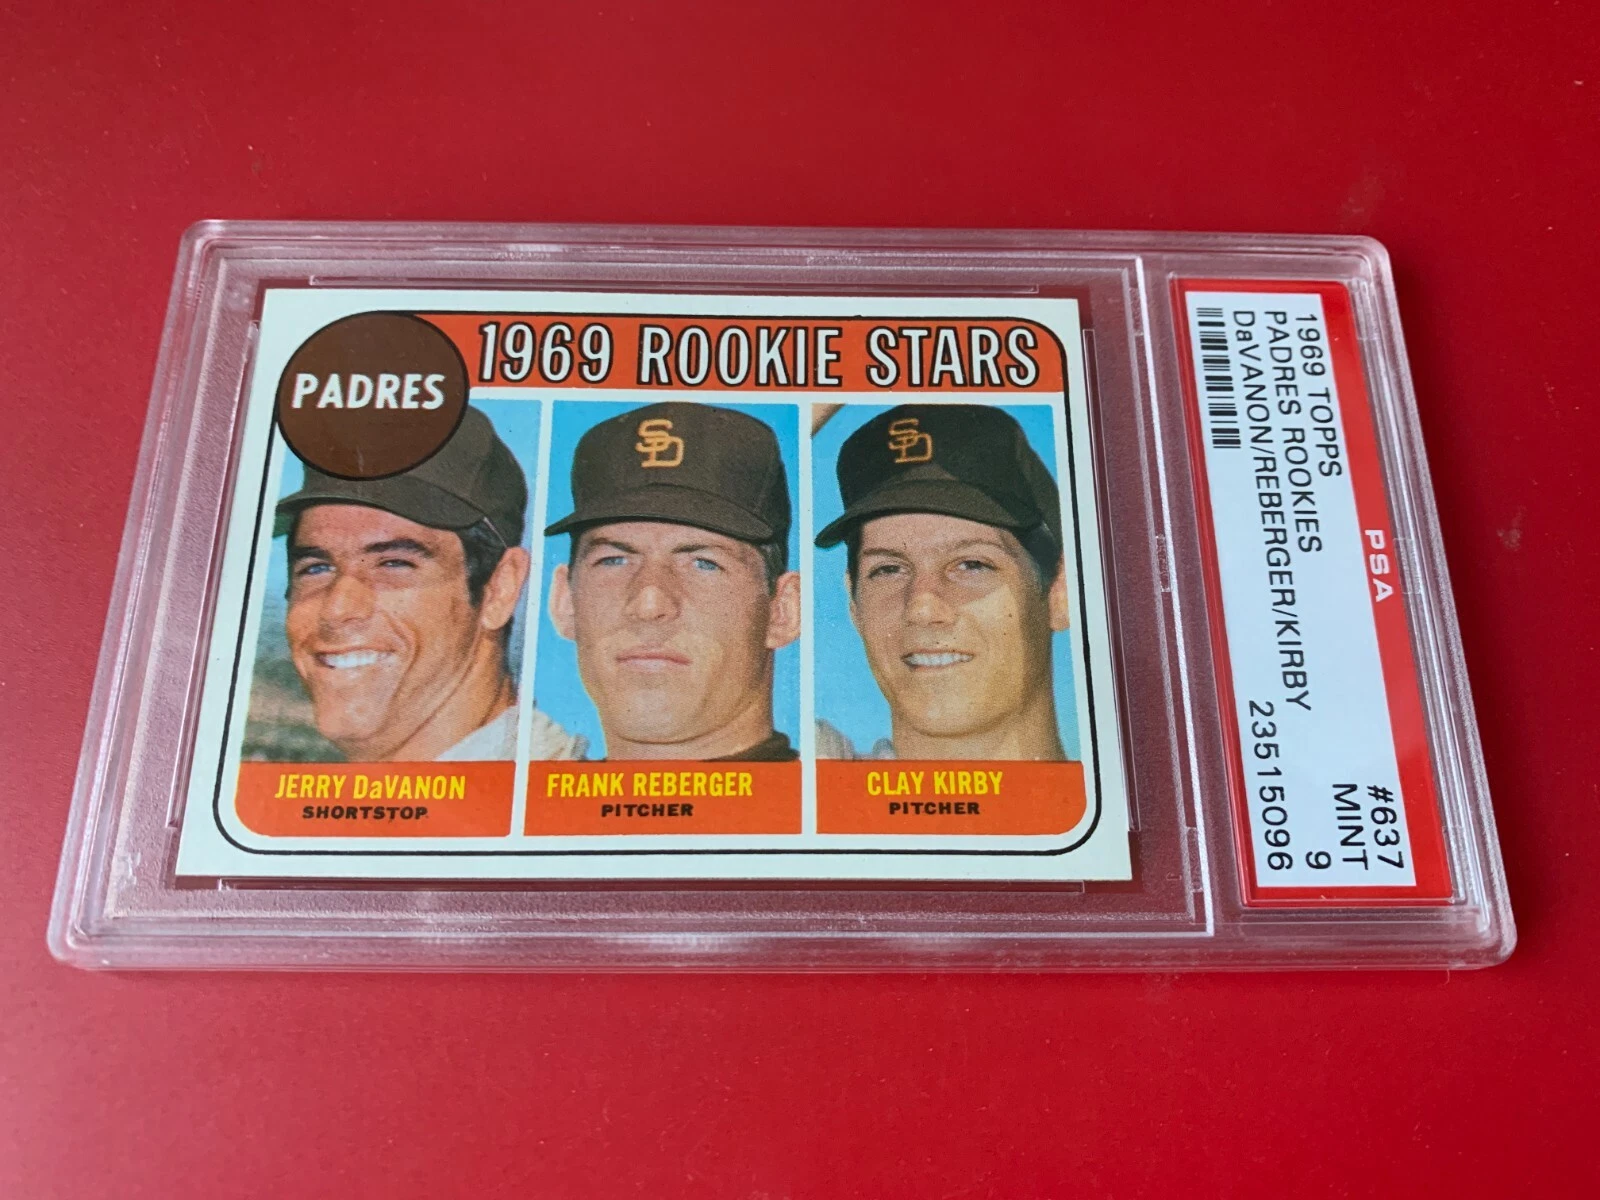 1969 ROOKIE STARS
PADRES
SD
SD
JERRY DaVANON
SHORTSTOP
FRANK REBERGER
PITCHER
CLAY KIRBY
PITCHER
PSA
1969 TOPPS #637
PADRES ROOKIES MINT
DaVANON/REBERGER/KIRBY 9
23515096